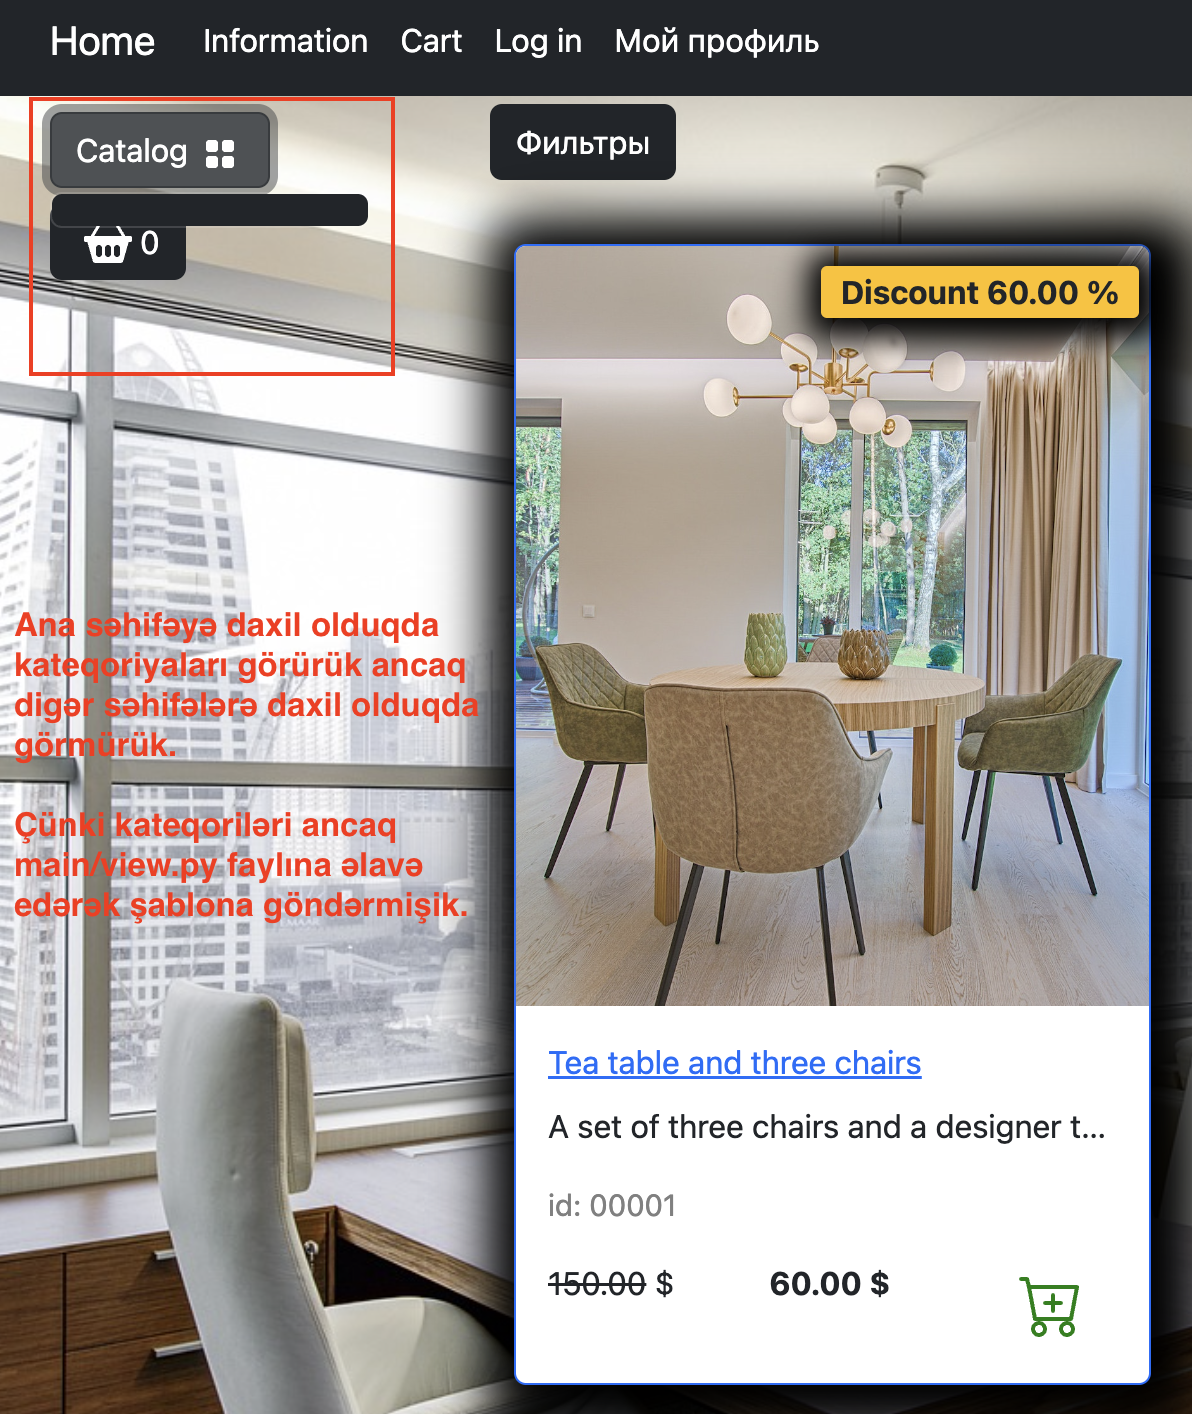 Home Information Cart Log in Мой профиль
Catalog
Фильтры
0
Discount 60.00 %
Ana səhifəyə daxil olduqda
kateqoriyaları görürük ancaq
digər səhifələrə daxil olduqda
görmürük.
Çünki kateqoriləri ancaq
main/view.py faylına əlavə
edərək şablona göndərmişik.
Tea table and three chairs
A set of three chairs and a designer t...
id: 00001
150.00 $ 60.00 $